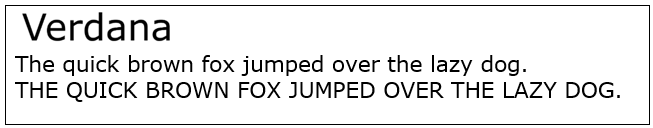 Verdana
The quick brown fox jumped over the lazy dog.
THE QUICK BROWN FOX JUMPED OVER THE LAZY DOG.